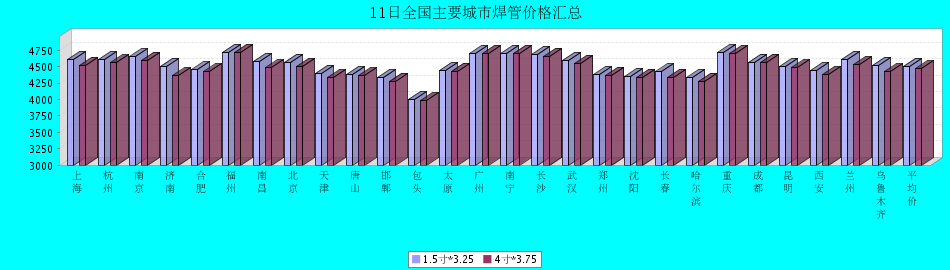 11日全国主要城市焊管价格汇总
4750
4500
4250
4000
3750
3500
3250
3000
上海
杭州
南京
济南
合肥
福州
南昌
北京
天津
唐山
邯郸
包头
太原
广州
南宁
长沙
武汉
郑州
沈阳
长春
哈尔滨
重庆
成都
昆明
西安
兰州
乌鲁木齐
平均价
1.5寸*3.25 4寸*3.75